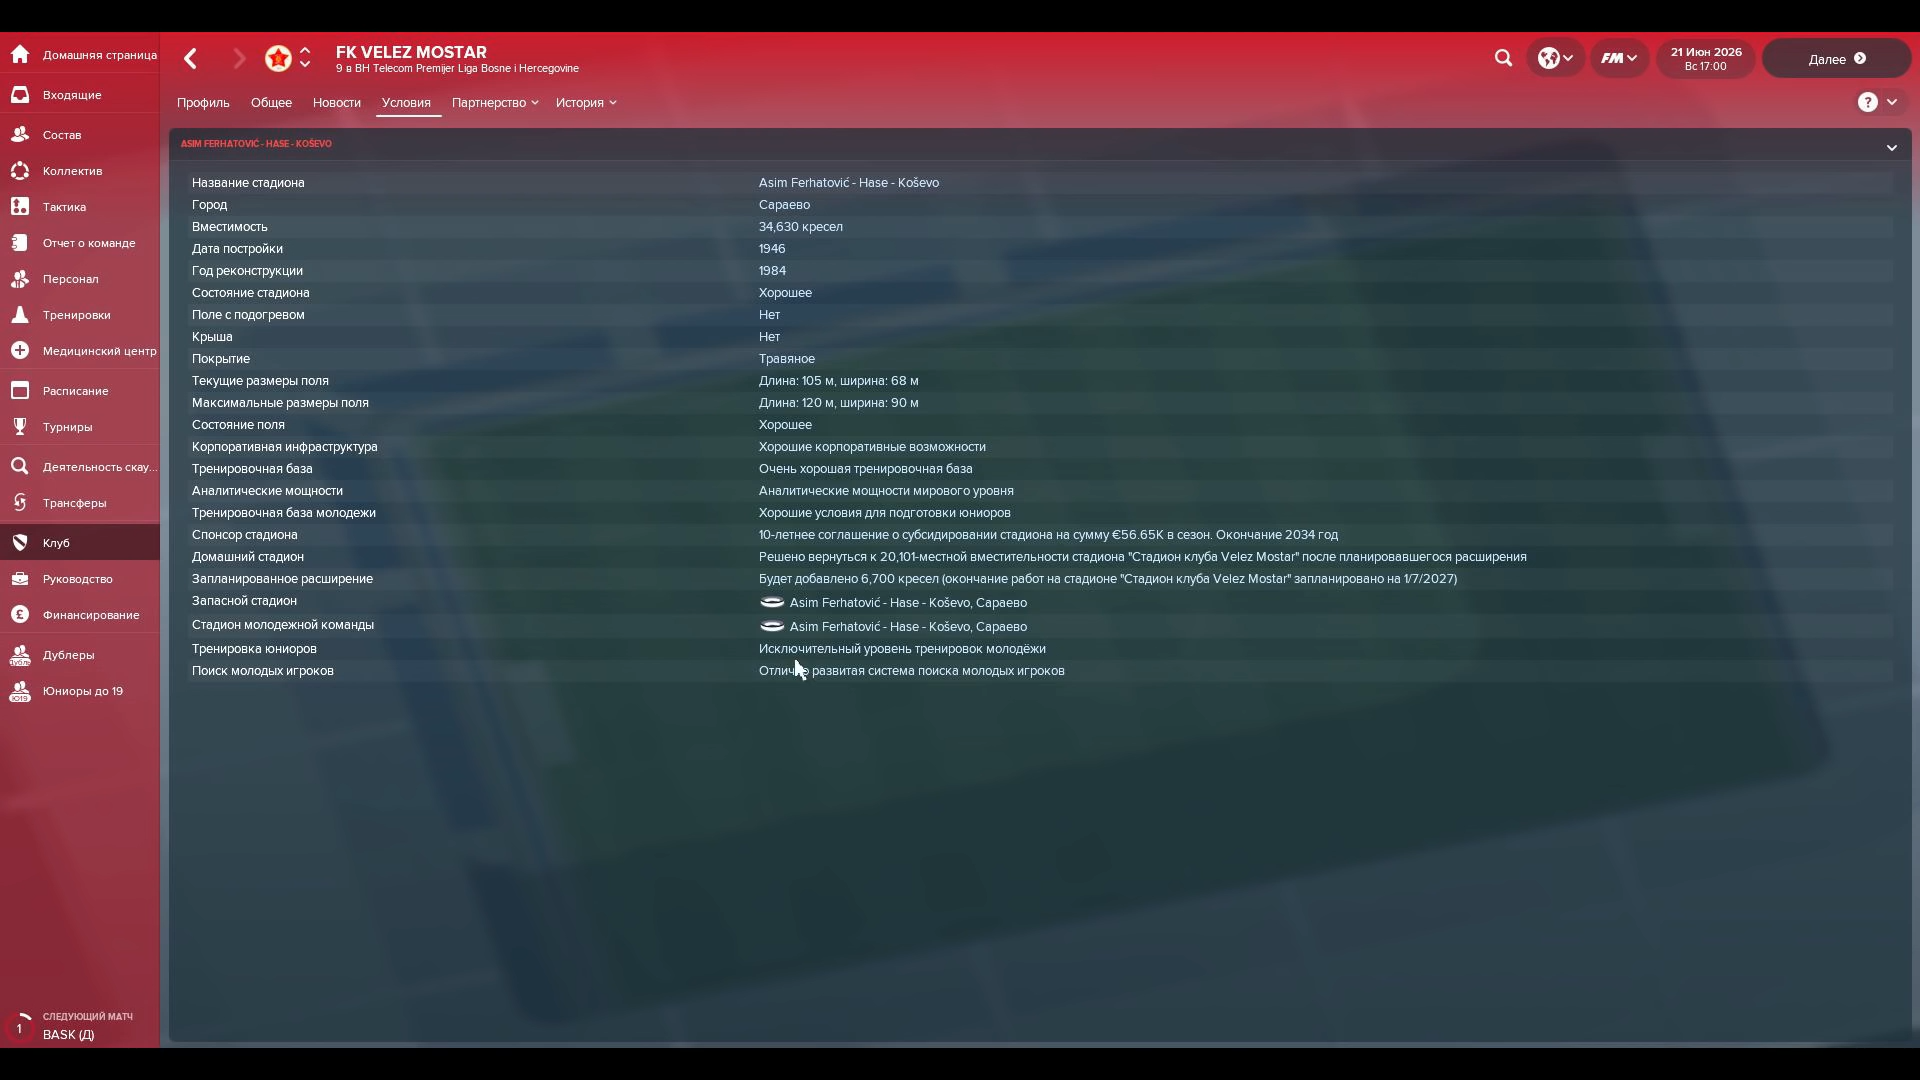 Домашняя страница
Входящие
Состав
Коллектив
Тактика
Отчет о команде
Персонал
Тренировки
Медицинский центр
Расписание
Турниры
Деятельность скау...
Трансферы
Клуб
Руководство
Финансирование
Дублеры
Юниоры до 19
1
СЛЕДУЮЩИЙ МАТЧ
BASK (Д)
FK VELEZ MOSTAR
9 в BH Telecom Premijer Liga Bosne i Hercegovine
FM
21 Июн 2026
Вс 17:00
Далее
Профиль Общее Новости Условия Партнерство История
?
ASIM FERHATOVIĆ - HASE - KOŠEVO
Название стадиона Asim Ferhatović - Hase - Koševo
Город Сараево
Вместимость 34,630 кресел
Дата постройки 1946
Год реконструкции 1984
Состояние стадиона Хорошее
Поле с подогревом Нет
Крыша Нет
Покрытие Травяное
Текущие размеры поля Длина: 105 м, ширина: 68 м
Максимальные размеры поля Длина: 120 м, ширина: 90 м
Состояние поля Хорошее
Корпоративная инфраструктура Хорошие корпоративные возможности
Тренировочная база Очень хорошая тренировочная база
Аналитические мощности Аналитические мощности мирового уровня
Тренировочная база молодежи Хорошие условия для подготовки юниоров
Спонсор стадиона 10-летнее соглашение о субсидировании стадиона на сумму €56.65K в сезон. Окончание 2034 год
Домашний стадион Решено вернуться к 20,101-местной вместительности стадиона "Стадион клуба Velez Mostar" после планировавшегося расширения
Запланированное расширение Будет добавлено 6,700 кресел (окончание работ на стадионе "Стадион клуба Velez Mostar" запланировано на 1/7/2027)
Запасной стадион Asim Ferhatović - Hase - Koševo, Сараево
Стадион молодежной команды Asim Ferhatović - Hase - Koševo, Сараево
Тренировка юниоров Исключительный уровень тренировок молодёжи
Поиск молодых игроков развитая система поиска молодых игроков